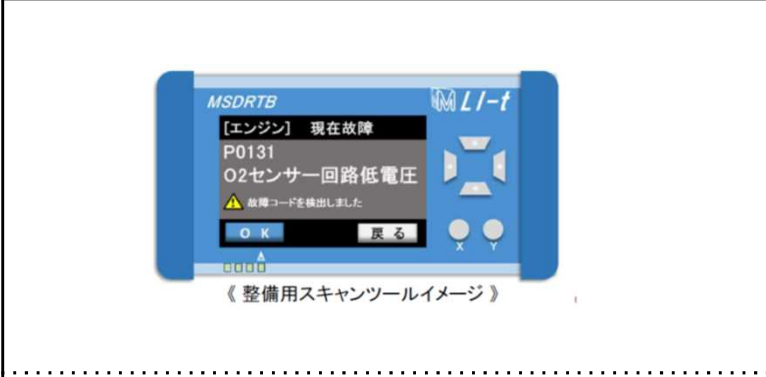 MSDRTB
M LI-t
[エンジン] 現在故障
P0131
O2センサー回路低電圧
故障コードを検出しました
OK
戻る
X Y
《 整備用スキャンツールイメージ 》